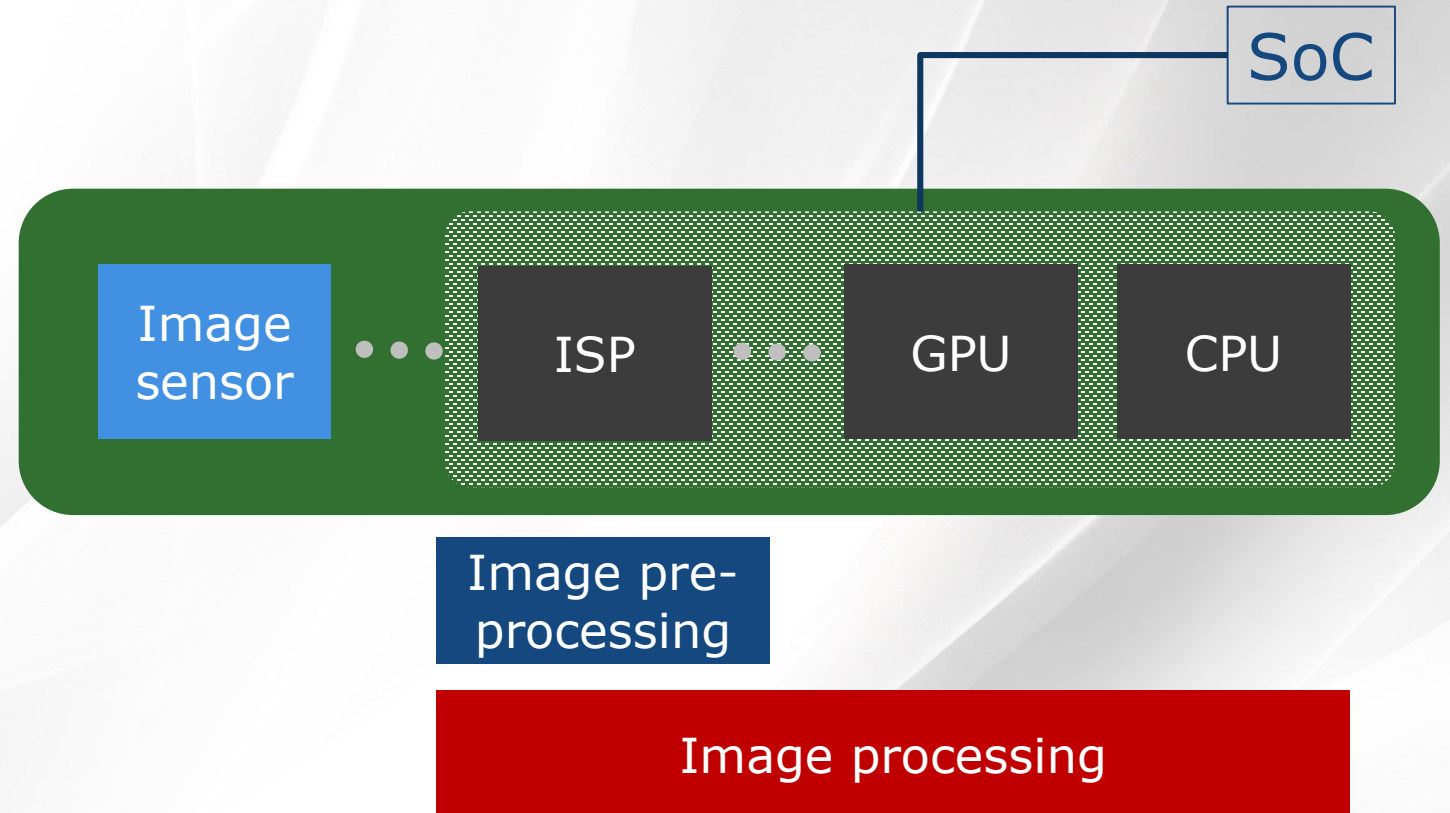 SoC
Image
sensor
ISP
GPU
CPU
Image pre-
processing
Image processing